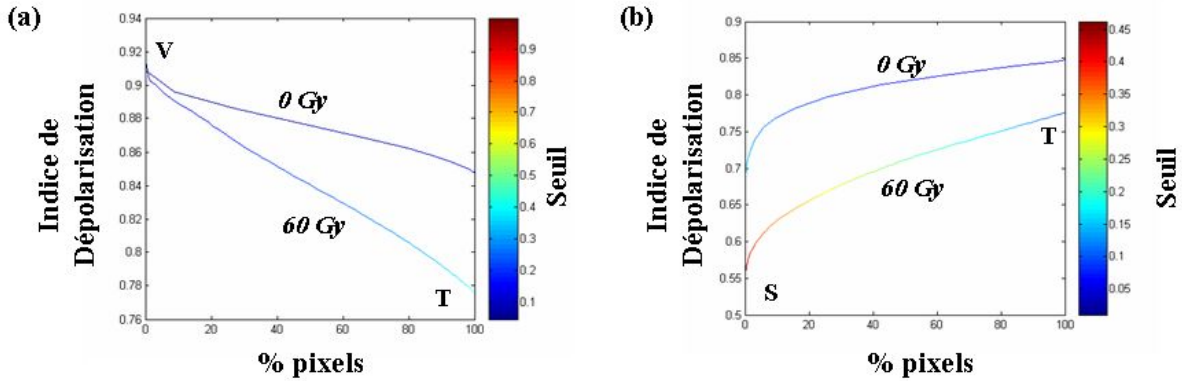 (a)
0.94
0.92
0.9
0.88
0.86
0.84
0.82
0.8
0.78
0.76
0
20
40
60
80
100
V
0 Gy
60 Gy
T
Indice de
Dépolarisation
% pixels
0.9
0.8
0.7
0.6
0.5
0.4
0.3
0.2
0.1
Seuil
(b)
0.9
0.85
0.8
0.75
0.7
0.65
0.6
0.55
0.5
0
20
40
60
80
100
0 Gy
60 Gy
T
S
Indice de
Dépolarisation
% pixels
0.45
0.4
0.35
0.3
0.25
0.2
0.15
0.1
0.05
Seuil